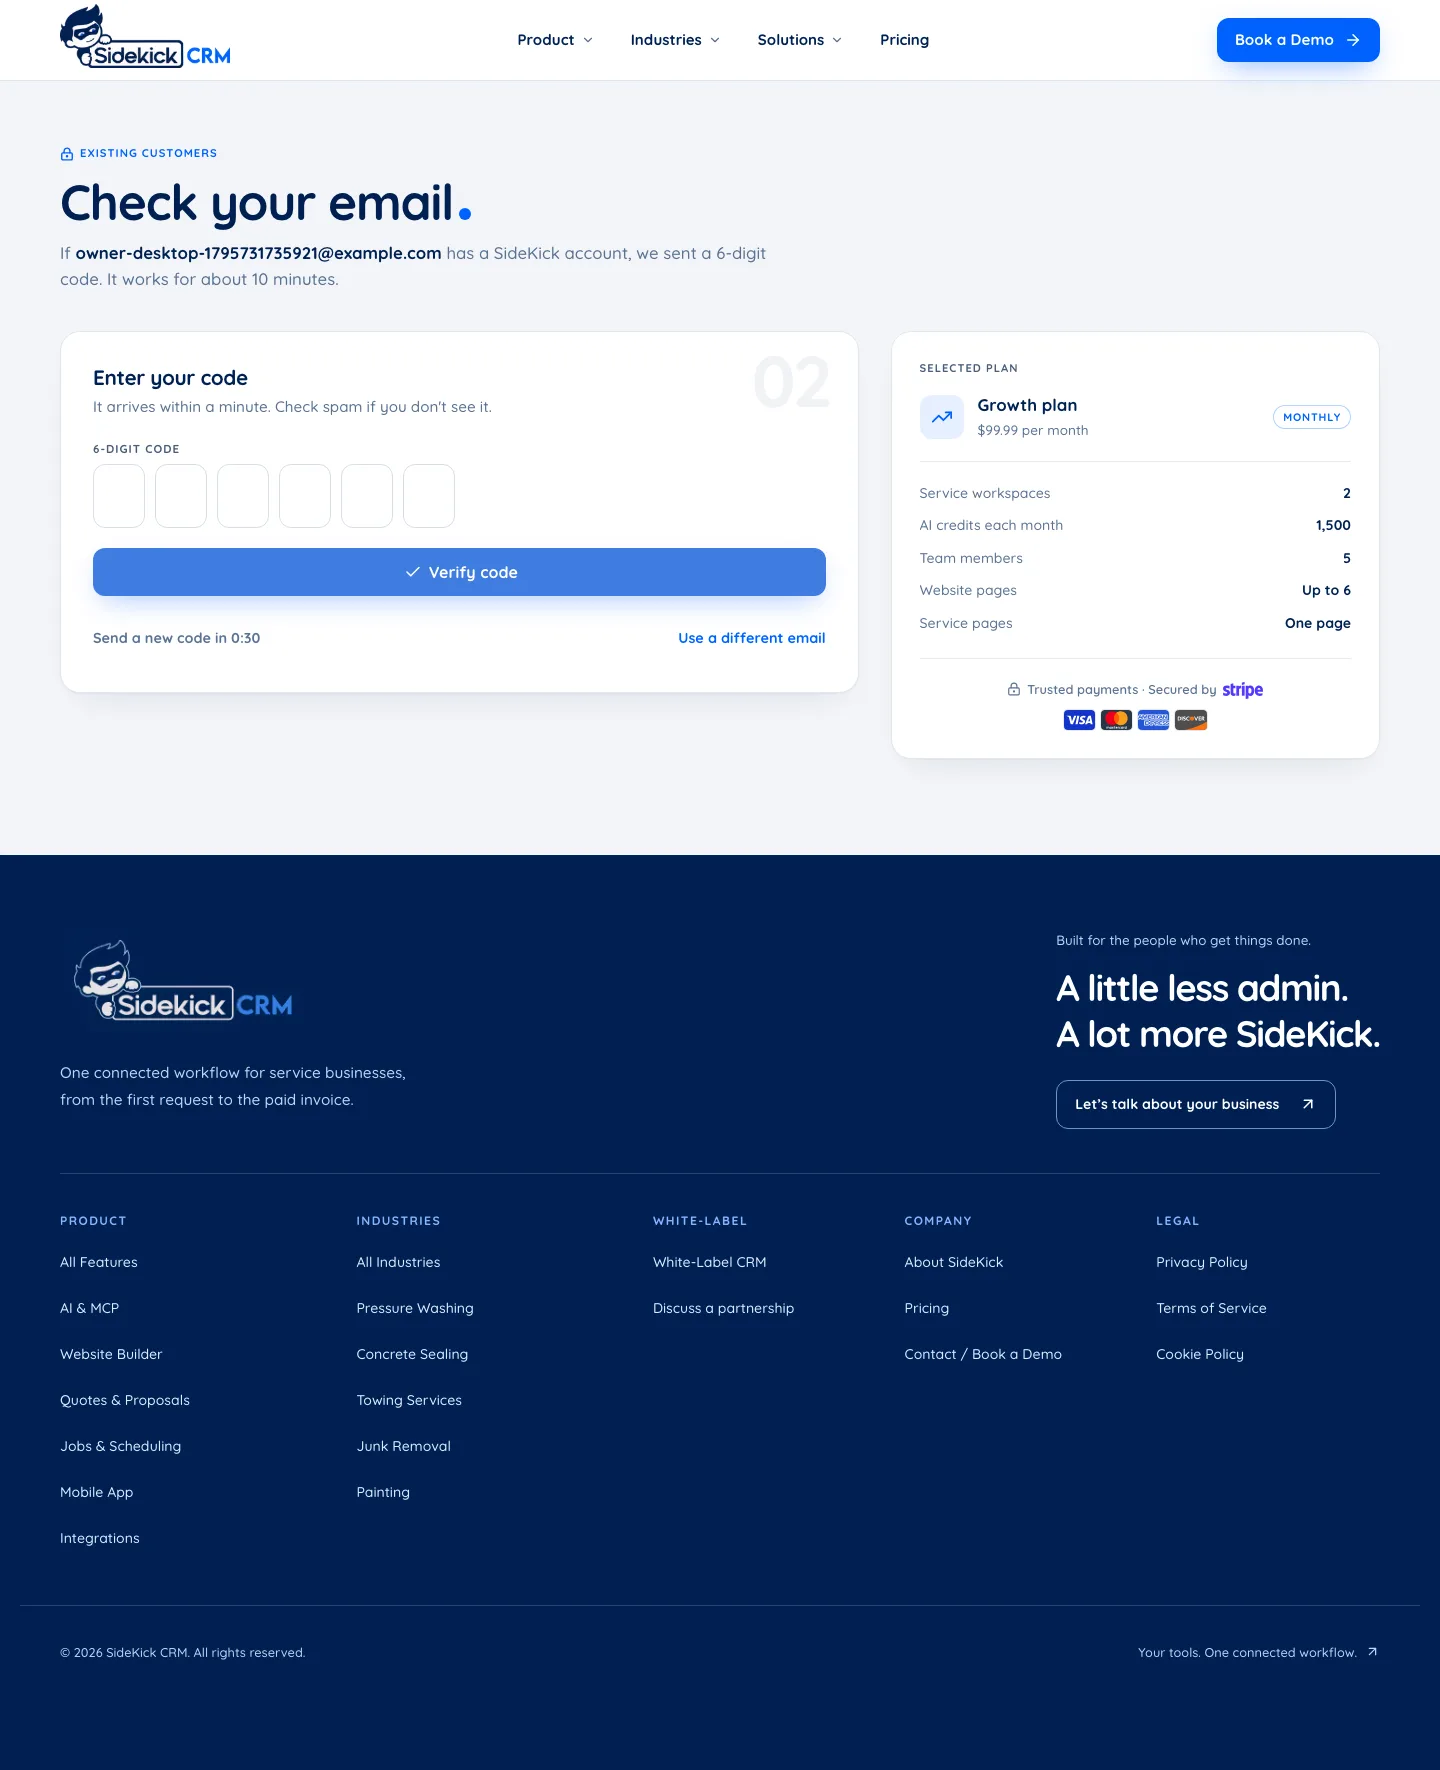 Sidekick CRM
Product
Industries
Solutions
Pricing
Book a Demo
EXISTING CUSTOMERS
Check your email.
If owner-desktop-1795731735921@example.com has a SideKick account, we sent a 6-digit
code. It works for about 10 minutes.
Enter your code
02
It arrives within a minute. Check spam if you don't see it.
6-DIGIT CODE
Verify code
Send a new code in 0:30
Use a different email
SELECTED PLAN
Growth plan
$99.99 per month
MONTHLY
Service workspaces 2
AI credits each month 1,500
Team members 5
Website pages Up to 6
Service pages One page
Trusted payments · Secured by stripe
VISA mastercard AMERICAN EXPRESS DISCOVER
Sidekick CRM
One connected workflow for service businesses,
from the first request to the paid invoice.
Built for the people who get things done.
A little less admin.
A lot more SideKick.
Let’s talk about your business
PRODUCT
All Features
AI & MCP
Website Builder
Quotes & Proposals
Jobs & Scheduling
Mobile App
Integrations
INDUSTRIES
All Industries
Pressure Washing
Concrete Sealing
Towing Services
Junk Removal
Painting
WHITE-LABEL
White-Label CRM
Discuss a partnership
COMPANY
About SideKick
Pricing
Contact / Book a Demo
LEGAL
Privacy Policy
Terms of Service
Cookie Policy
© 2026 SideKick CRM. All rights reserved.
Your tools. One connected workflow.